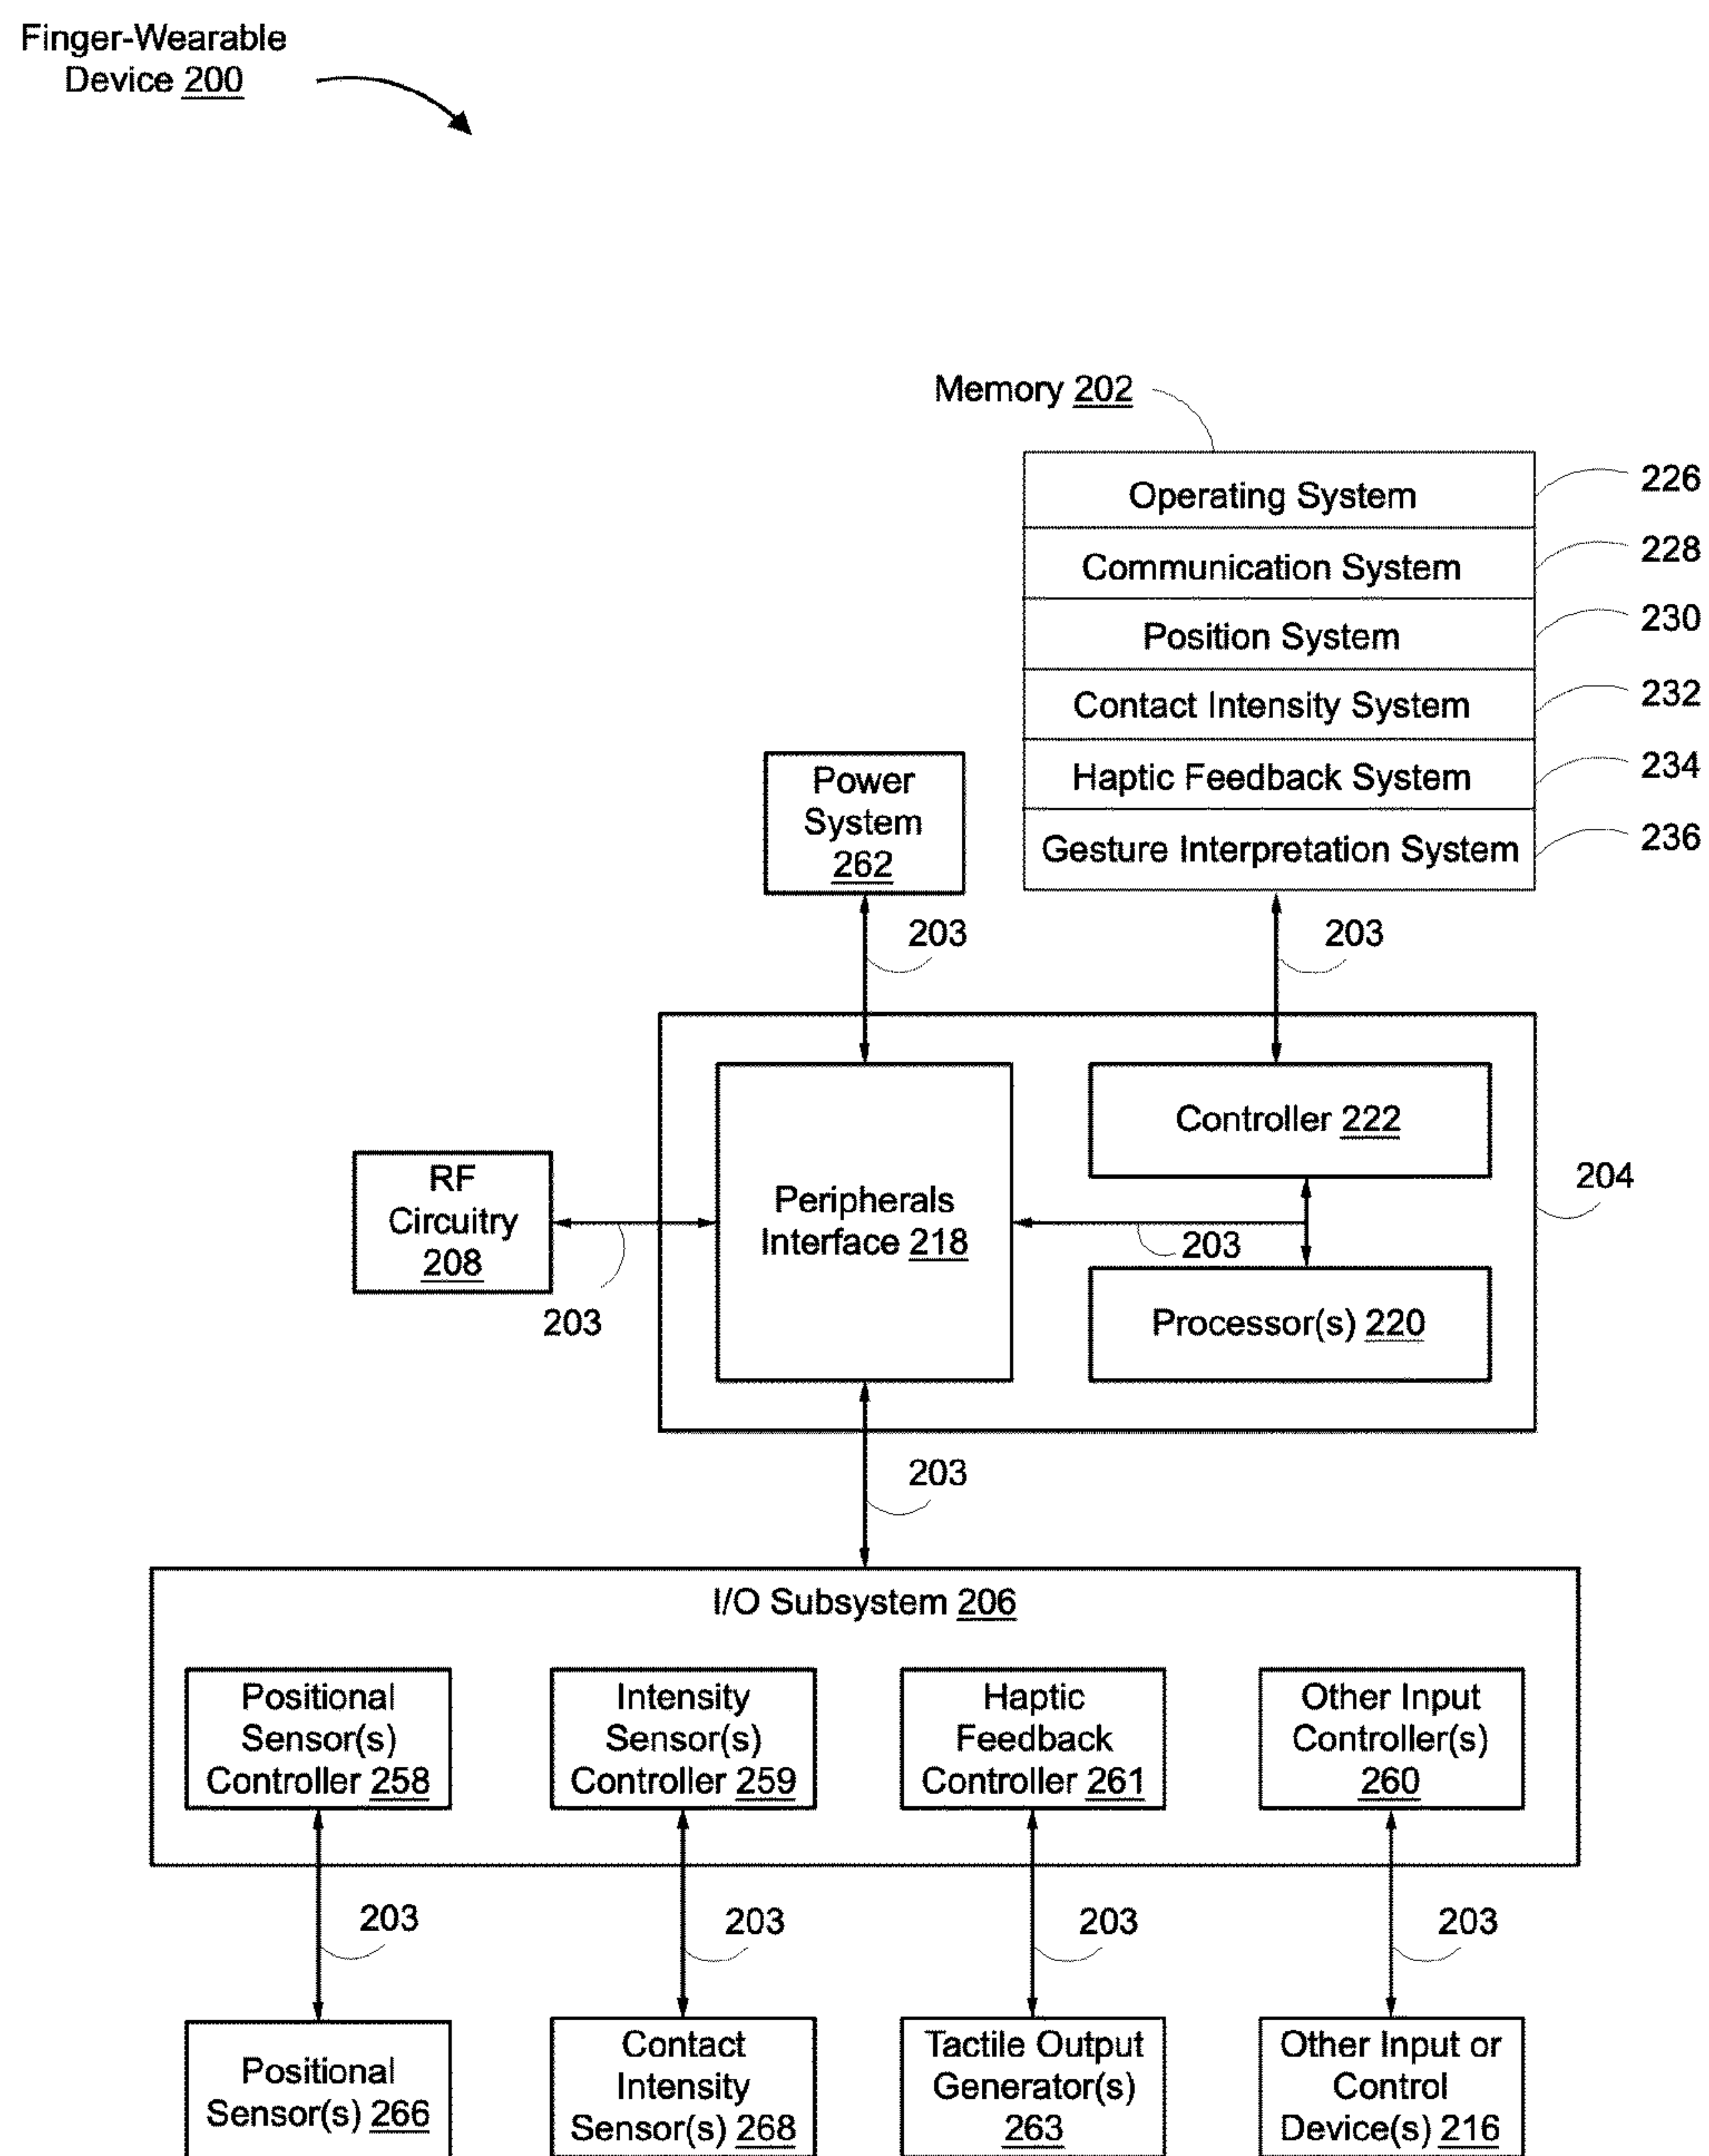 Finger-Wearable
Device 200
Memory 202
Operating System
226
Communication System
228
Position System
230
Contact Intensity System
232
Haptic Feedback System
234
Gesture Interpretation System
236
Power
System
262
203
203
RF
Circuitry
208
203
Peripherals
Interface 218
Controller 222
203
Processor(s) 220
204
203
I/O Subsystem 206
Positional
Sensor(s)
Controller 258
Intensity
Sensor(s)
Controller 259
Haptic
Feedback
Controller 261
Other Input
Controller(s)
260
203
203
203
203
Positional
Sensor(s) 266
Contact
Intensity
Sensor(s) 268
Tactile Output
Generator(s)
263
Other Input or
Control
Device(s) 216